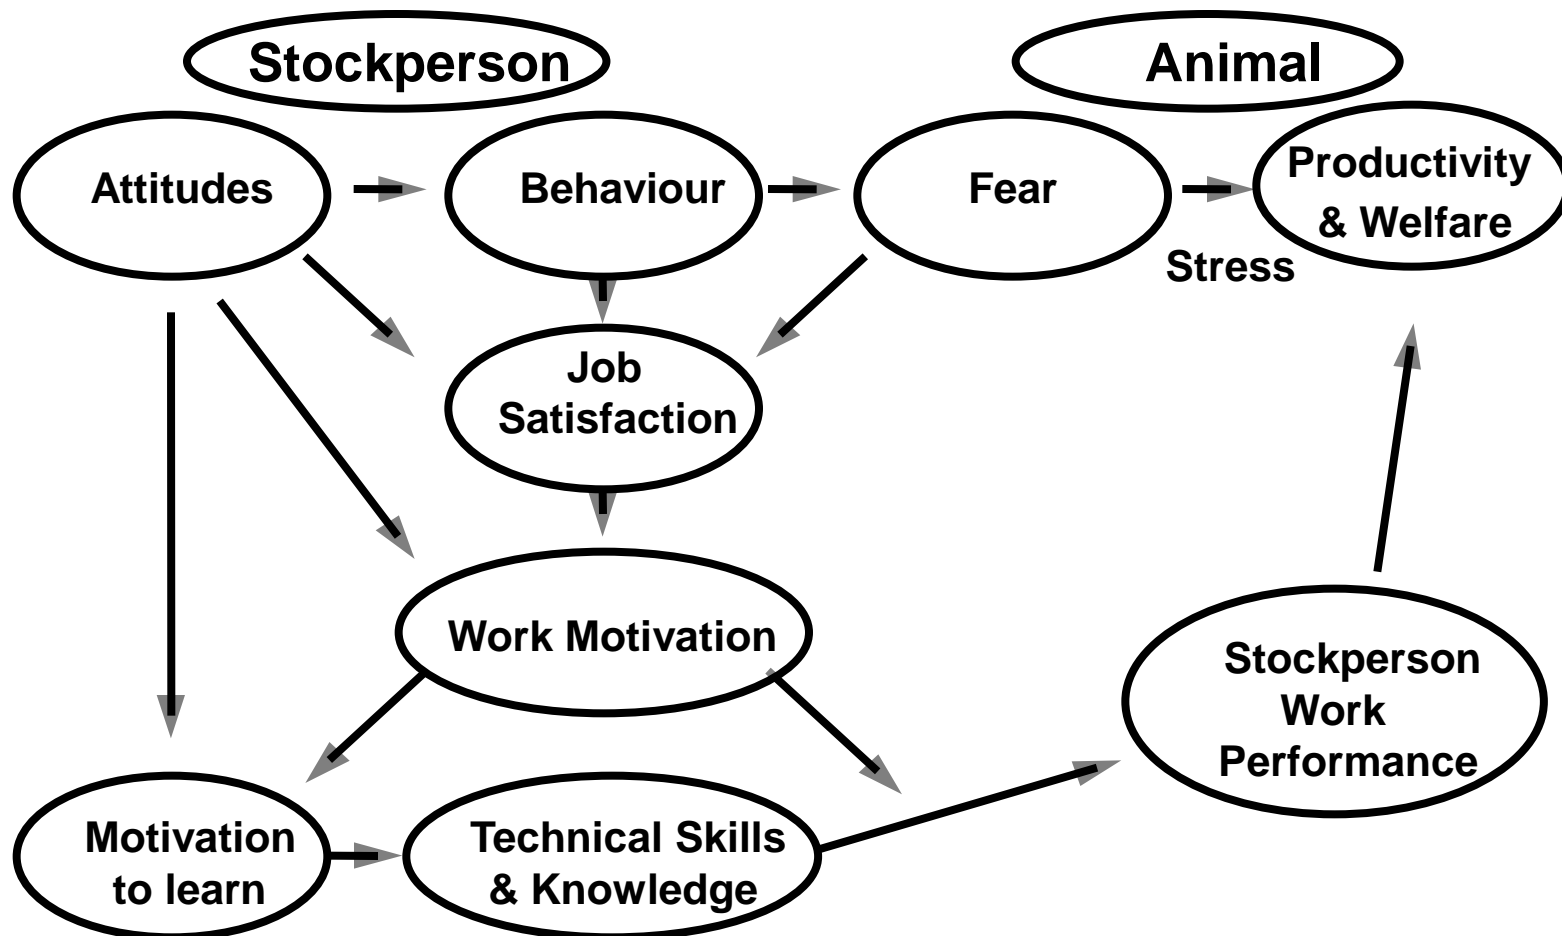 Stockperson
Animal
Attitudes
Behaviour
Fear
Productivity
& Welfare
Stress
Job
Satisfaction
Work Motivation
Stockperson
Work
Performance
Motivation
to learn
Technical Skills
& Knowledge